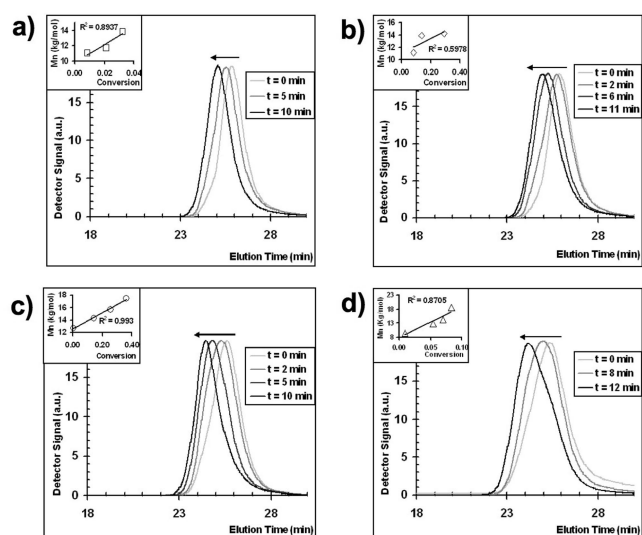 a)
Mn (kg/mol)
16
14
12
10
R² = 0.8937
0.00 0.02 0.04
Conversion
Detector Signal (a.u.)
15
10
5
0
t = 0 min
t = 5 min
t = 10 min
18 23 28
Elution Time (min)
b)
Mn (kg/mol)
16
14
12
10
R² = 0.5978
0.00 0.20 0.40
Conversion
Detector Signal (a.u.)
15
10
5
0
t = 0 min
t = 2 min
t = 6 min
t = 11 min
18 23 28
Elution Time (min)
c)
Mn (kg/mol)
18
16
14
12
R² = 0.993
0.00 0.20 0.40
Conversion
Detector Signal (a.u.)
15
10
5
0
t = 0 min
t = 2 min
t = 5 min
t = 10 min
18 23 28
Elution Time (min)
d)
Mn (kg/mol)
23
18
13
8
R² = 0.8705
0.00 0.05 0.10
Conversion
Detector Signal (a.u.)
15
10
5
0
t = 0 min
t = 8 min
t = 12 min
18 23 28
Elution Time (min)